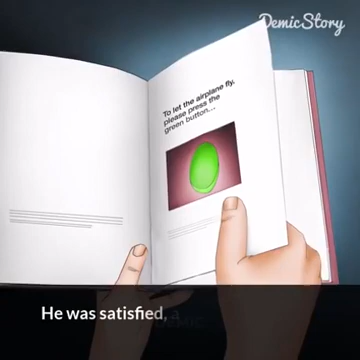 DemicStory
To let the airplane fly,
please press the
green button...
He was satisfied, a